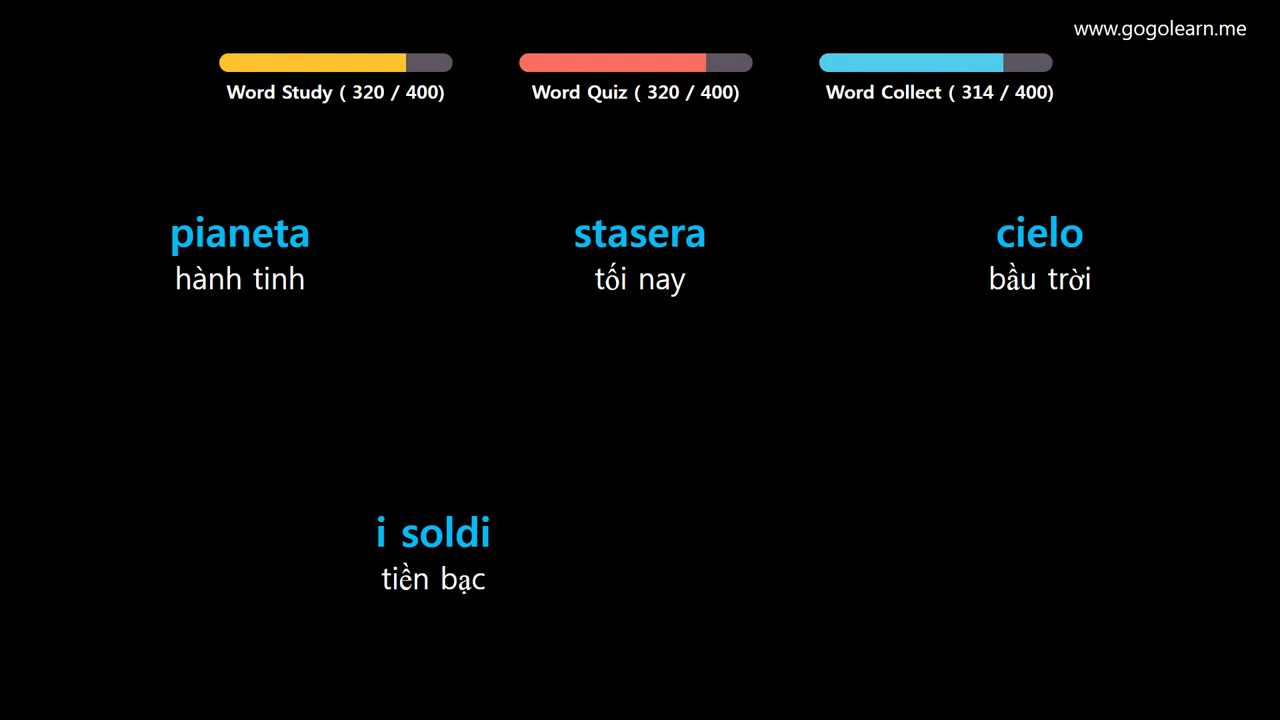 www.gogolearn.me
Word Study ( 320 / 400)
Word Quiz ( 320 / 400)
Word Collect ( 314 / 400)
pianeta
hành tinh
stasera
tối nay
cielo
bầu trời
i soldi
tiền bạc